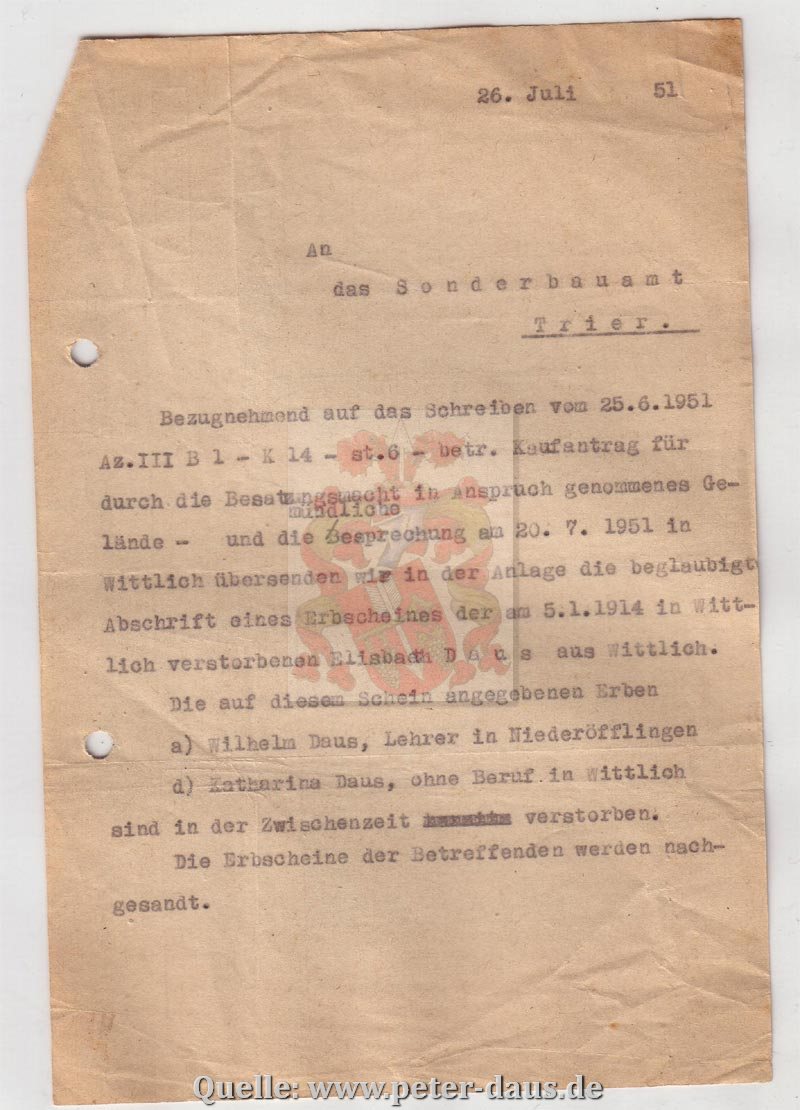 26. Juli 51
An
das S o n d e r b a u a m t
T r i e r .
Bezugnehmend auf das Schreiben vom 25.6.1951
Az.III B 1 - K 14 - st.6 - betr. Kaufantrag für
durch die Besatzungsmacht in Anspruch genommenes Ge-
mündliche
lände - und die / Besprechung am 20. 7. 1951 in
Wittlich übersenden wir in der Anlage die beglaubigt
Abschrift eines Erbscheines der am 5.1.1914 in Witt-
lich verstorbenen Elisbath D a u s aus Wittlich.
Die auf diesem Schein angegebenen Erben
a) Wilhelm Daus, Lehrer in Niederöfflingen
d) Katharina Daus, ohne Beruf in Wittlich
sind in der Zwischenzeit verstorben.
Die Erbscheine der Betreffenden werden nach-
gesandt.
Quelle: www.peter-daus.de